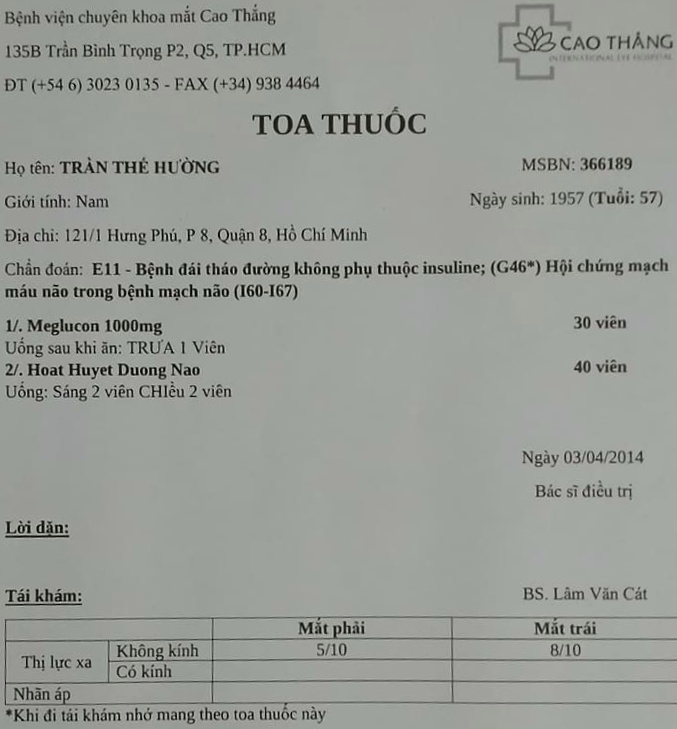 Bệnh viện chuyên khoa mắt Cao Thắng
CAO THẮNG
INTERNATIONAL EYE HOSPITAL
135B Trần Bình Trọng P2, Q5, TP.HCM
ĐT (+54 6) 3023 0135 - FAX (+34) 938 4464
TOA THUỐC
Họ tên: TRẦN THẾ HƯỜNG MSBN: 366189
Giới tính: Nam Ngày sinh: 1957 (Tuổi: 57)
Địa chỉ: 121/1 Hưng Phú, P 8, Quận 8, Hồ Chí Minh
Chẩn đoán: E11 - Bệnh đái tháo đường không phụ thuộc insuline; (G46*) Hội chứng mạch
máu não trong bệnh mạch não (I60-I67)
1/. Meglucon 1000mg 30 viên
Uống sau khi ăn: TRƯA 1 Viên
2/. Hoat Huyet Duong Nao 40 viên
Uống: Sáng 2 viên CHIều 2 viên
Ngày 03/04/2014
Bác sĩ điều trị
Lời dặn:
Tái khám: BS. Lâm Văn Cát
Mắt phải Mắt trái
Thị lực xa Không kính 5/10 8/10
Có kính
Nhãn áp
*Khi đi tái khám nhớ mang theo toa thuốc này